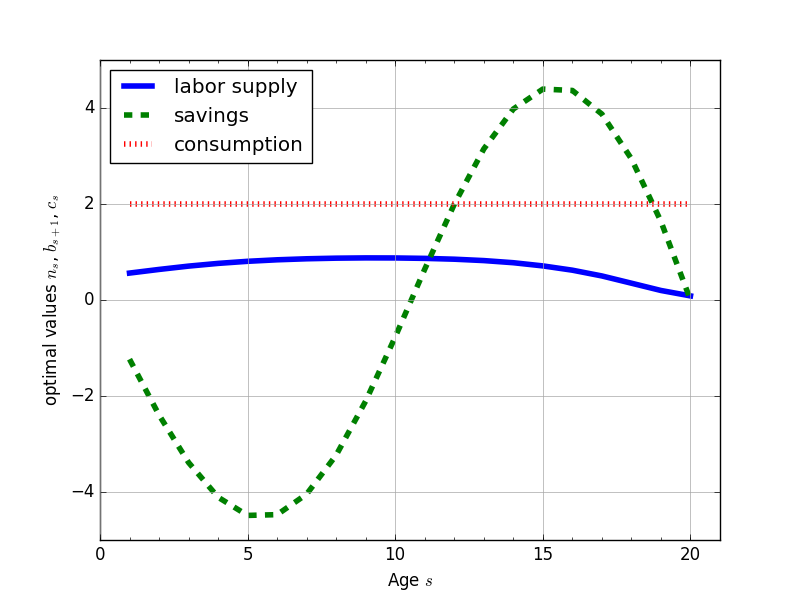 labor supply
savings
consumption
4
2
0
−2
−4
optimal values $n_s$, $b_{s+1}$, $c_s$
0 5 10 15 20
Age $s$